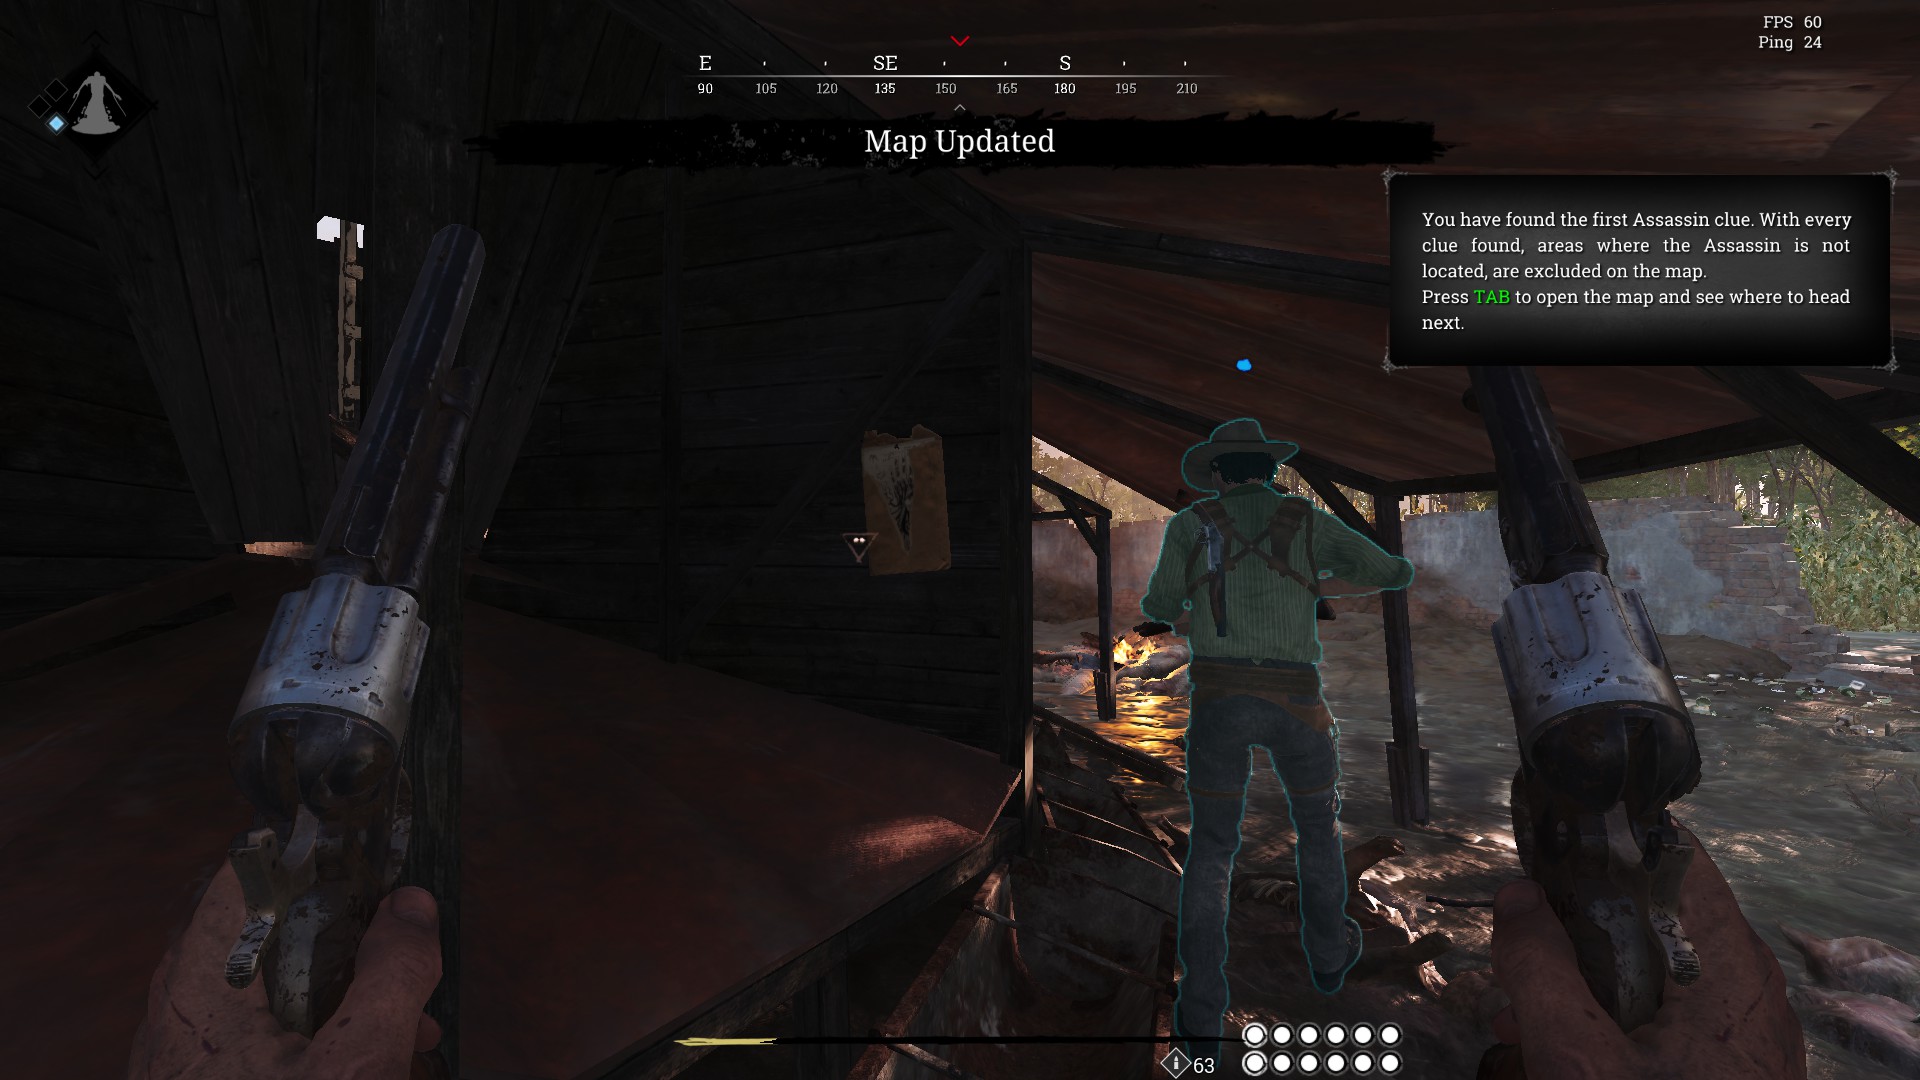 FPS 60
Ping 24
E SE S
90 105 120 135 150 165 180 195 210
Map Updated
You have found the first Assassin clue. With every
clue found, areas where the Assassin is not
located, are excluded on the map.
Press TAB to open the map and see where to head
next.
63